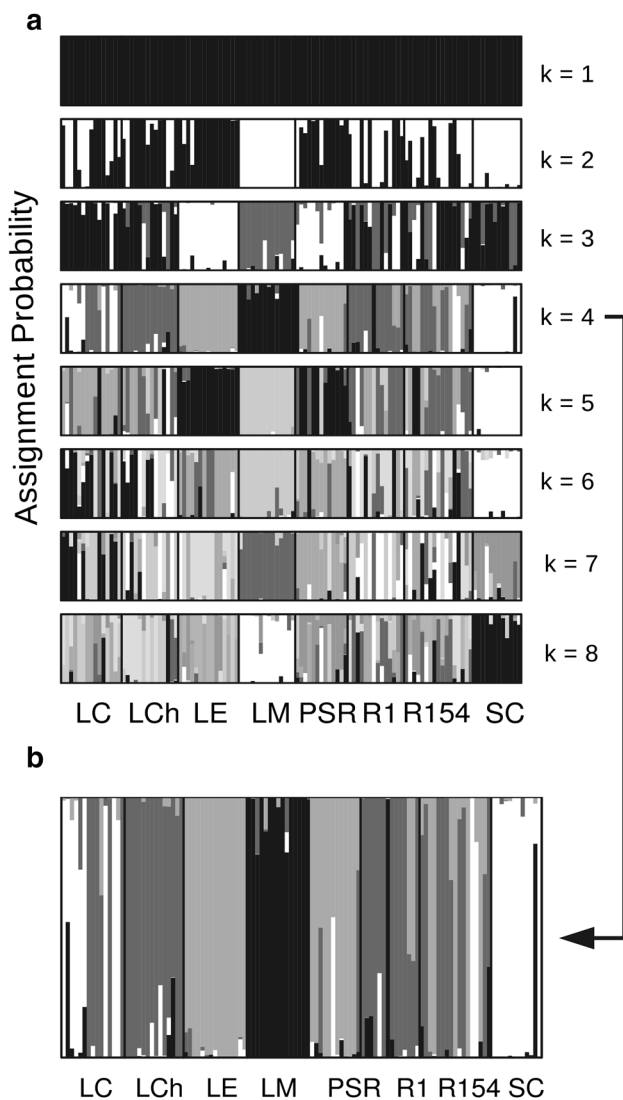 a
k = 1
k = 2
k = 3
k = 4
k = 5
k = 6
k = 7
k = 8
Assignment Probability
LC LCh LE LM PSR R1 R154 SC
b
LC LCh LE LM PSR R1 R154 SC